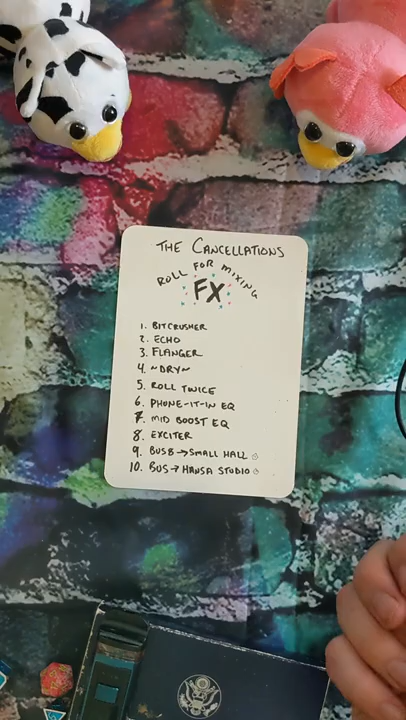 THE CANCELLATIONS
ROLL FOR MIXING
FX
1. BITCRUSHER
2. ECHO
3. FLANGER
4. ~DRY~
5. ROLL TWICE
6. PHONE-IT-IN EQ
7. MID BOOST EQ
8. EXCITER
9. BUS8→SMALL HALL ☺
10. BUS→HANSA STUDIO ☺